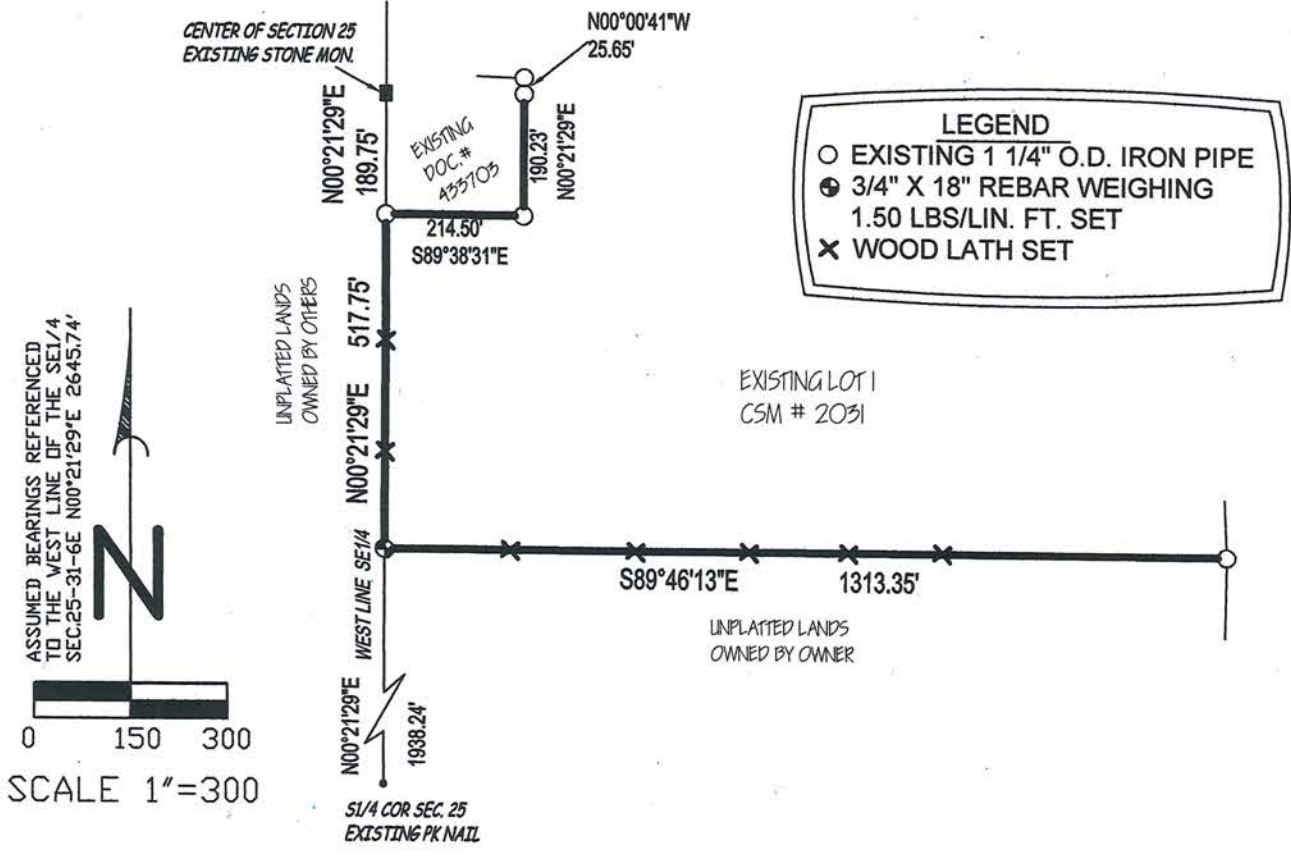 CENTER OF SECTION 25
EXISTING STONE MON.
N00°00'41"W
25.65'
N00°21'29"E
189.75'
EXISTING
DOC.#
433703
190.23'
N00°21'29"E
214.50'
S89°38'31"E
LEGEND
EXISTING 1 1/4" O.D. IRON PIPE
3/4" X 18" REBAR WEIGHING
1.50 LBS/LIN. FT. SET
WOOD LATH SET
UNPLATTED LANDS
OWNED BY OTHERS
517.75'
N00°21'29"E
EXISTING LOT 1
CSM # 2031
ASSUMED BEARINGS REFERENCED
TO THE WEST LINE OF THE SE1/4
SEC.25-31-6E N00°21'29"E 2645.74'
N
WEST LINE SE1/4
S89°46'13"E
1313.35'
UNPLATTED LANDS
OWNED BY OWNER
N00°21'29"E
1938.24'
0 150 300
SCALE 1"=300
S1/4 COR SEC. 25
EXISTING PK NAIL